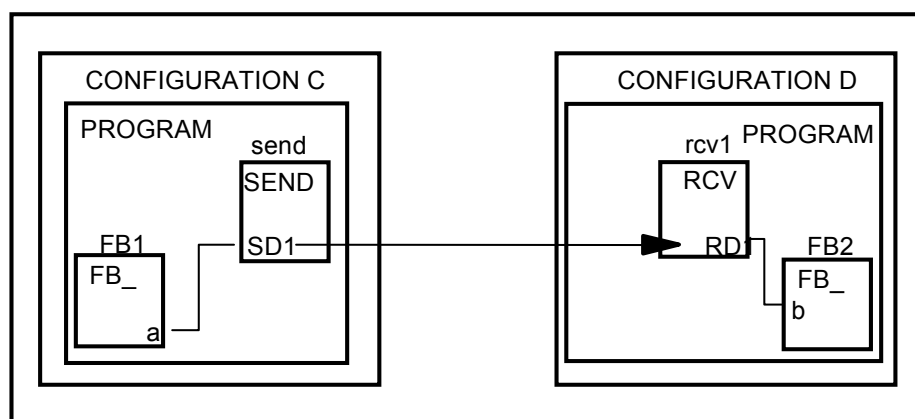 CONFIGURATION C
PROGRAM
send
SEND
SD1
FB1
FB_
a
CONFIGURATION D
PROGRAM
rcv1
RCV
RD1
FB2
FB_
b